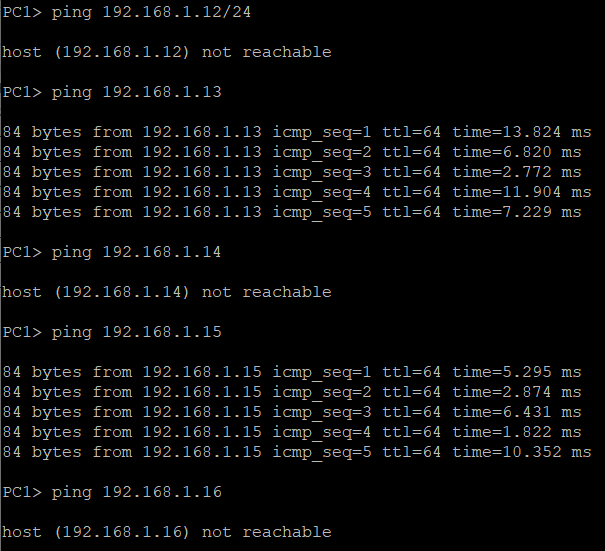 PC1> ping 192.168.1.12/24
host (192.168.1.12) not reachable
PC1> ping 192.168.1.13
84 bytes from 192.168.1.13 icmp_seq=1 ttl=64 time=13.824 ms
84 bytes from 192.168.1.13 icmp_seq=2 ttl=64 time=6.820 ms
84 bytes from 192.168.1.13 icmp_seq=3 ttl=64 time=2.772 ms
84 bytes from 192.168.1.13 icmp_seq=4 ttl=64 time=11.904 ms
84 bytes from 192.168.1.13 icmp_seq=5 ttl=64 time=7.229 ms
PC1> ping 192.168.1.14
host (192.168.1.14) not reachable
PC1> ping 192.168.1.15
84 bytes from 192.168.1.15 icmp_seq=1 ttl=64 time=5.295 ms
84 bytes from 192.168.1.15 icmp_seq=2 ttl=64 time=2.874 ms
84 bytes from 192.168.1.15 icmp_seq=3 ttl=64 time=6.431 ms
84 bytes from 192.168.1.15 icmp_seq=4 ttl=64 time=1.822 ms
84 bytes from 192.168.1.15 icmp_seq=5 ttl=64 time=10.352 ms
PC1> ping 192.168.1.16
host (192.168.1.16) not reachable